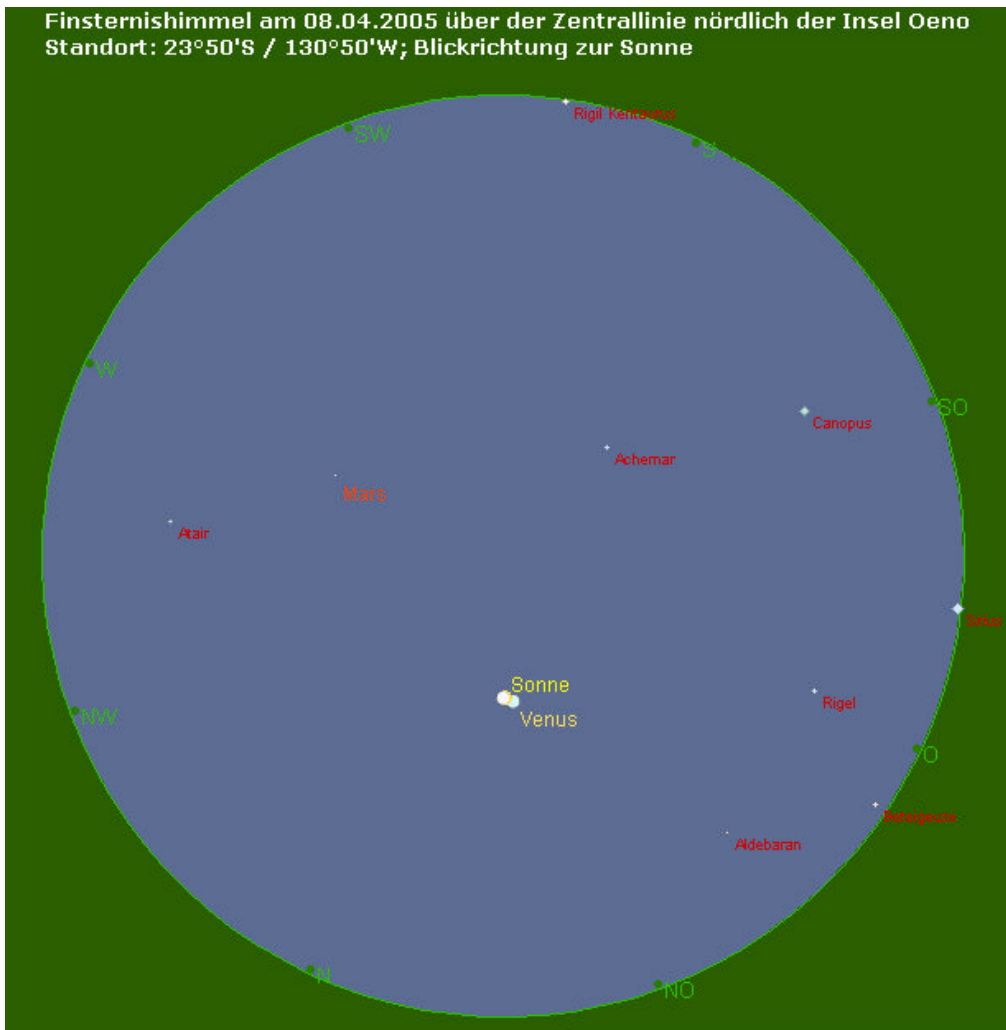 Finsternishimmel am 08.04.2005 über der Zentrallinie nördlich der Insel Oeno
Standort: 23°50'S / 130°50'W; Blickrichtung zur Sonne
Rigil Kentaurus
SW
S
W
SO
Canopus
Achernar
Mars
Atair
Sirius
Sonne
Rigel
NW
Venus
O
Beteigeuze
Aldebaran
N
NO